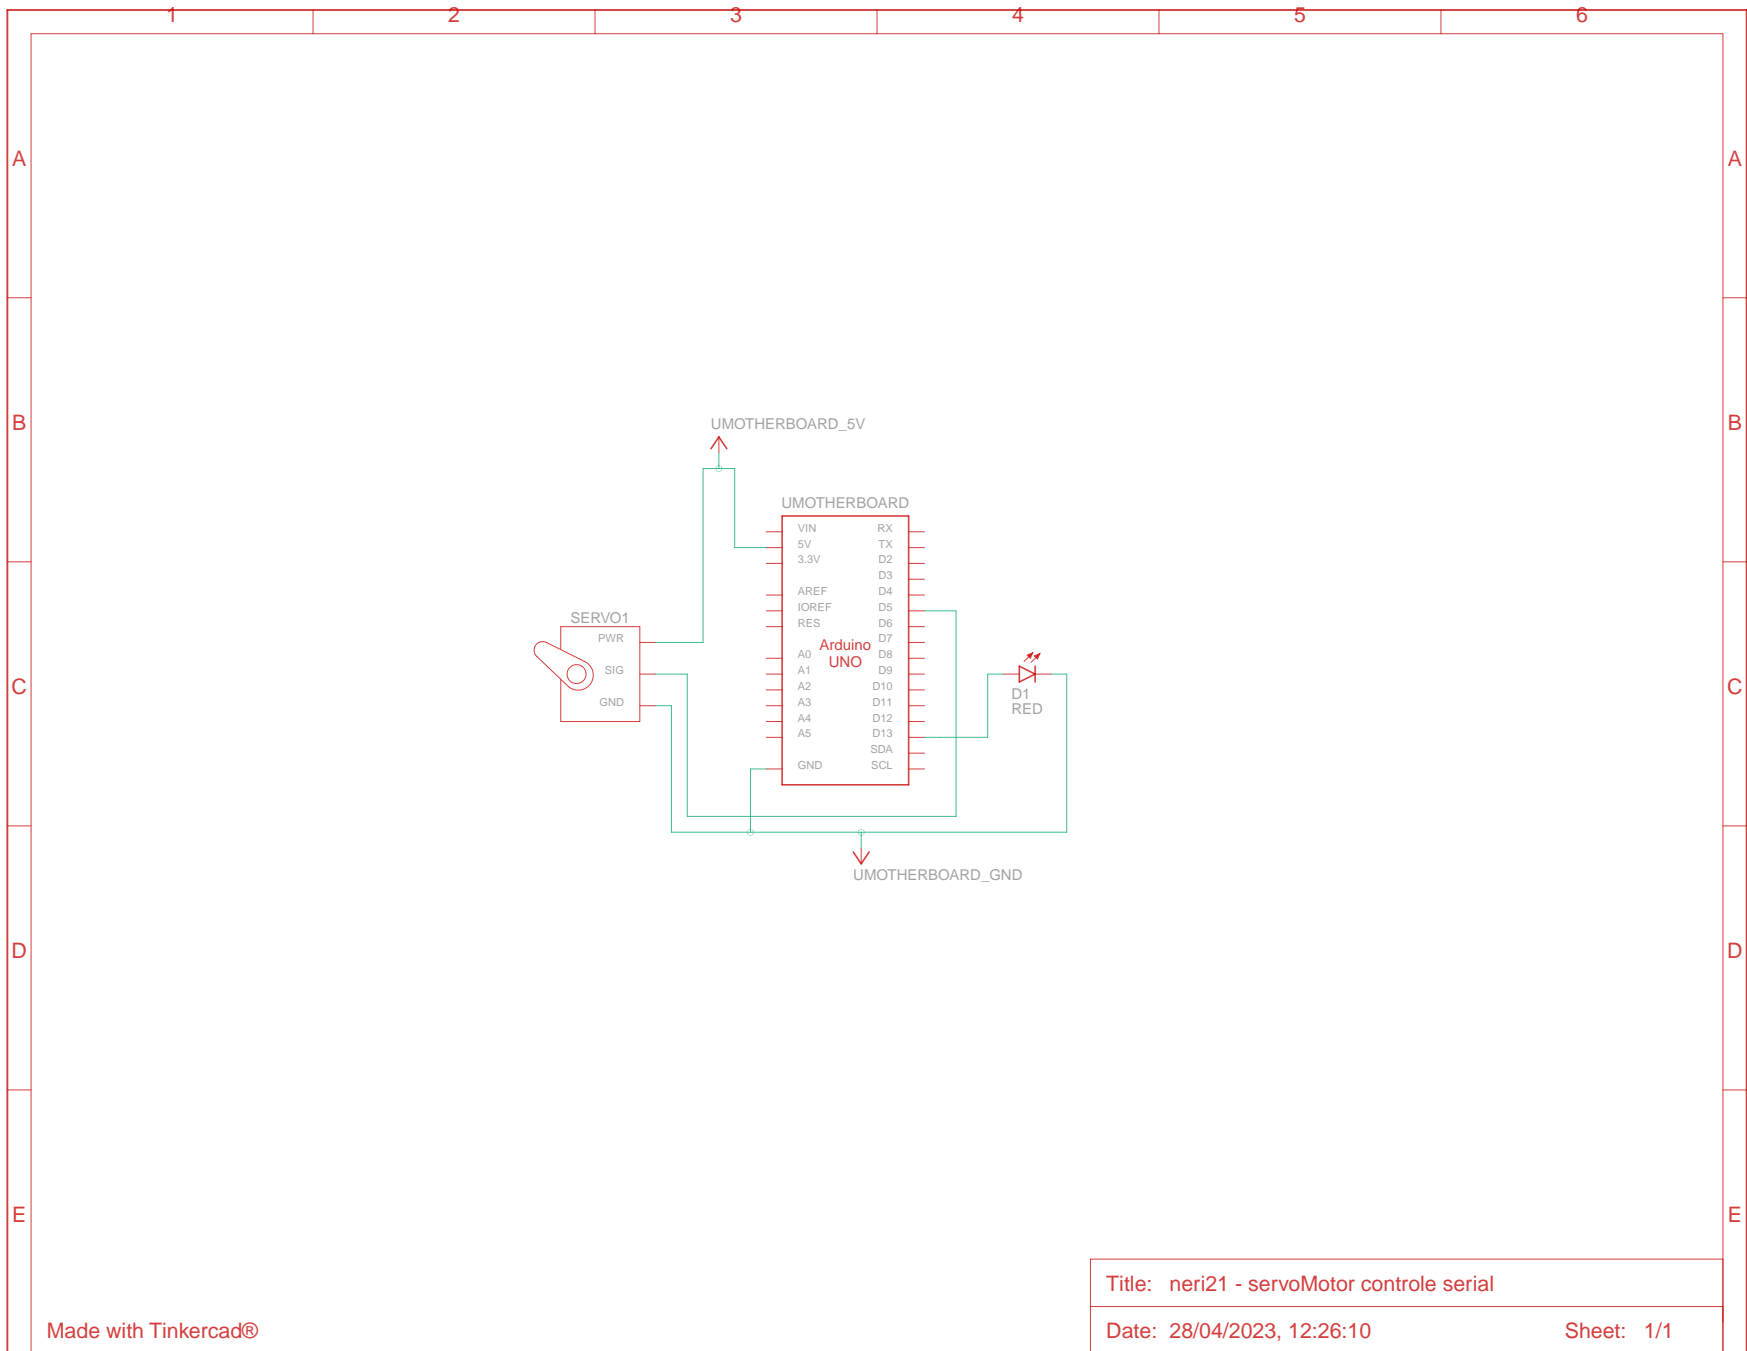 1 2 3 4 5 6
A A
UMOTHERBOARD_5V
B B
UMOTHERBOARD
VIN RX
5V TX
3.3V D2
D3
AREF D4
IOREF D5
RES D6
D7
Arduino
UNO
A0 D8
A1 D9
A2 D10
A3 D11
A4 D12
A5 D13
SDA
GND SCL
SERVO1
PWR
SIG
GND
C C
D1
RED
UMOTHERBOARD_GND
D D
E E
Title: neri21 - servoMotor controle serial
Made with Tinkercad®
Date: 28/04/2023, 12:26:10 Sheet: 1/1